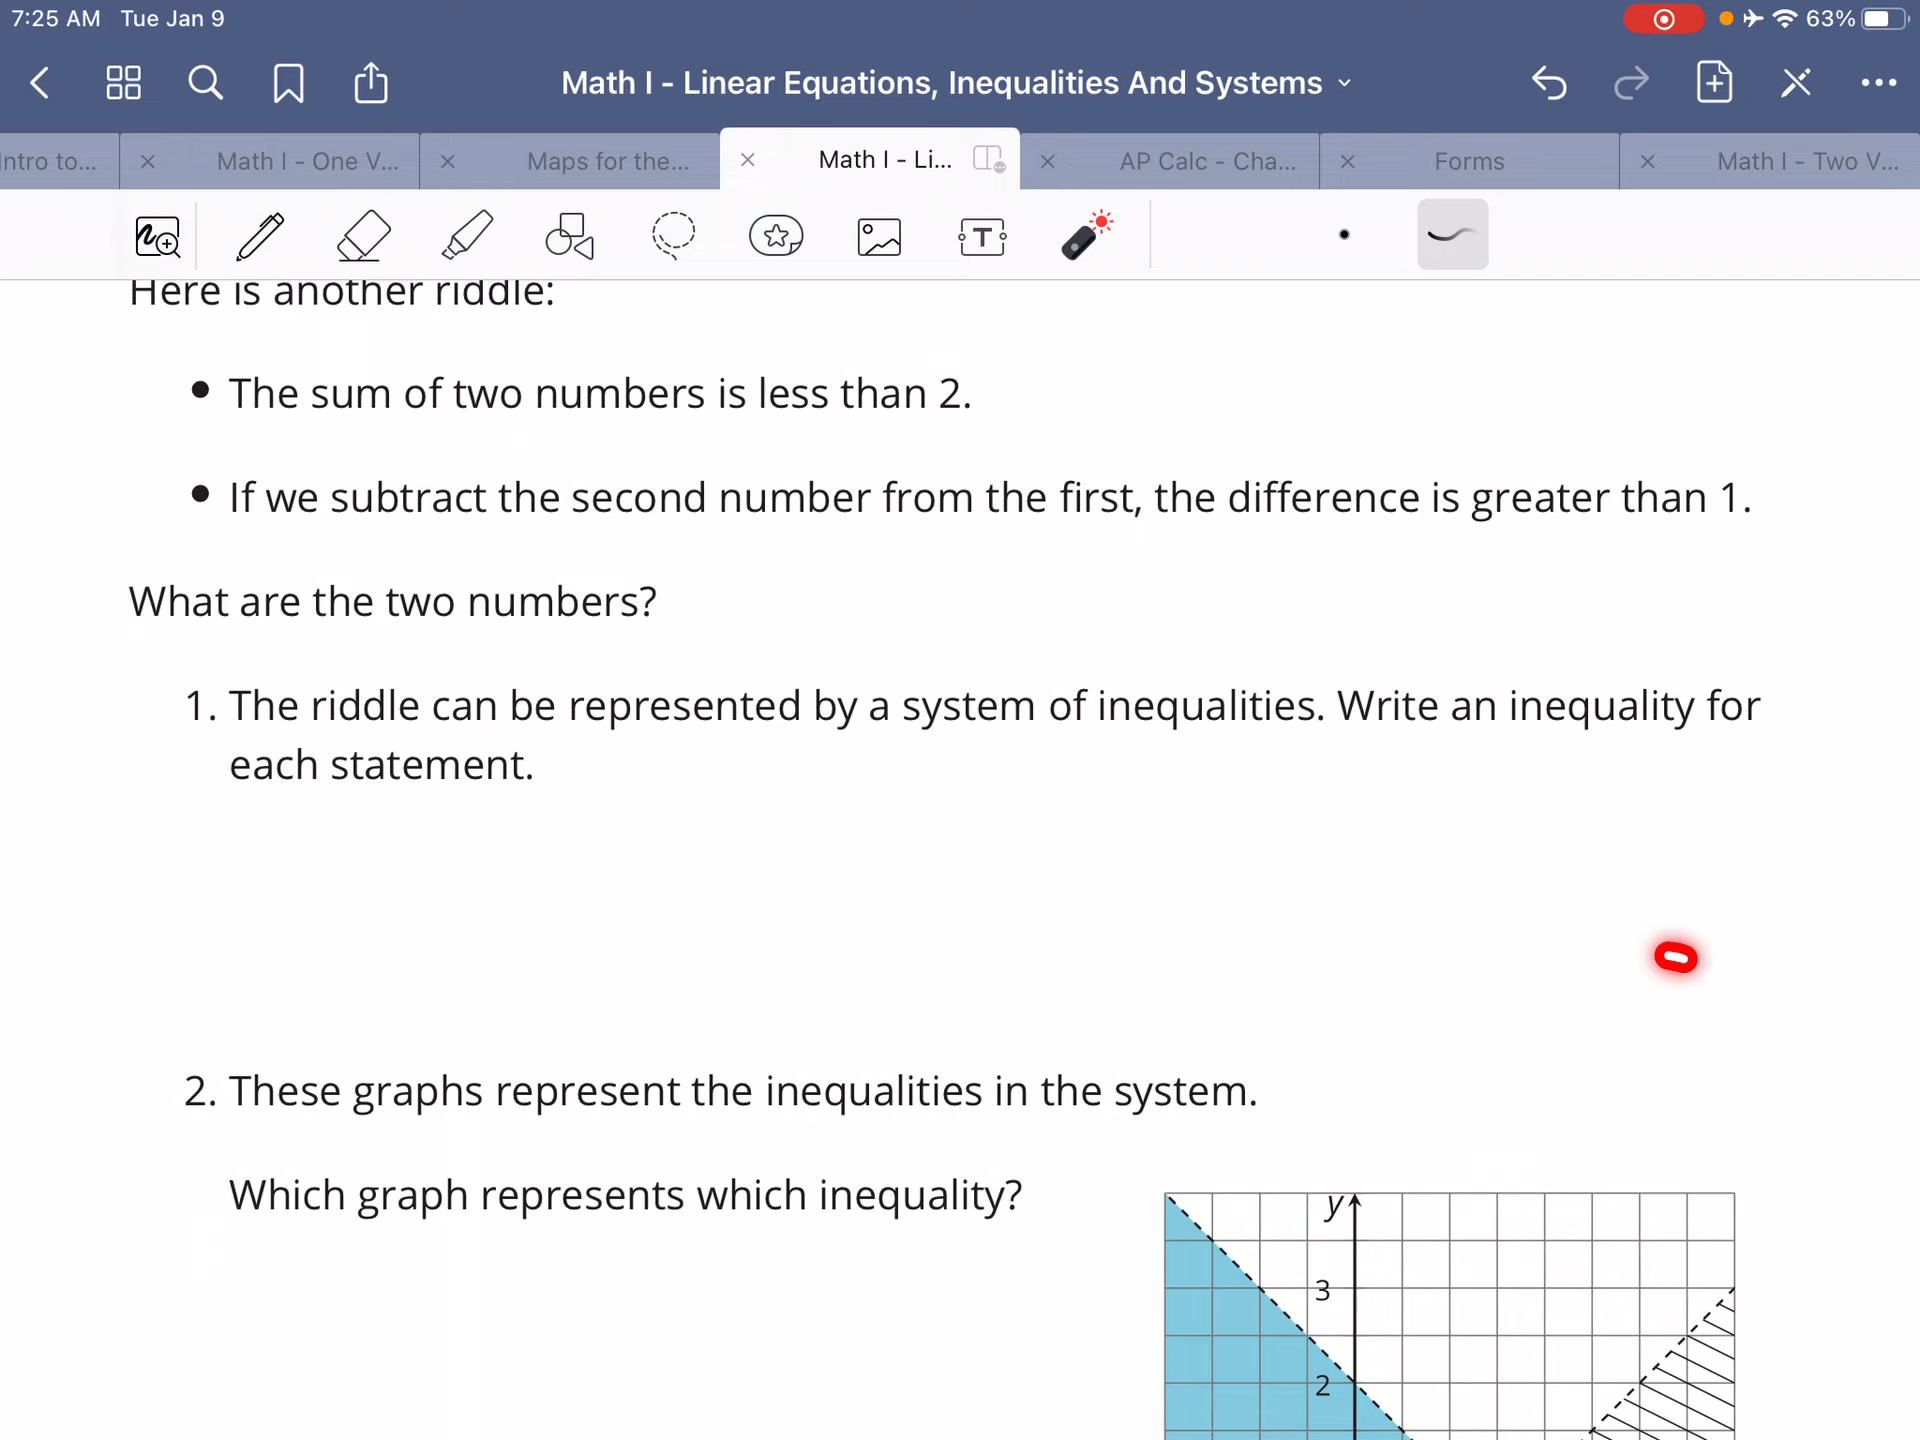 7:25 AM Tue Jan 9
63%
Math I - Linear Equations, Inequalities And Systems
Intro to...
Math I - One V...
Maps for the...
Math I - Li...
AP Calc - Cha...
Forms
Math I - Two V...
T
Here is another riddle:
• The sum of two numbers is less than 2.
• If we subtract the second number from the first, the difference is greater than 1.
What are the two numbers?
1. The riddle can be represented by a system of inequalities. Write an inequality for
each statement.
2. These graphs represent the inequalities in the system.
Which graph represents which inequality?
y
3
2